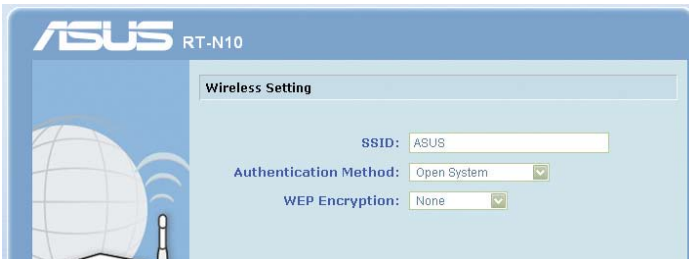 ASUS RT-N10
Wireless Setting
SSID: ASUS
Authentication Method: Open System
WEP Encryption: None